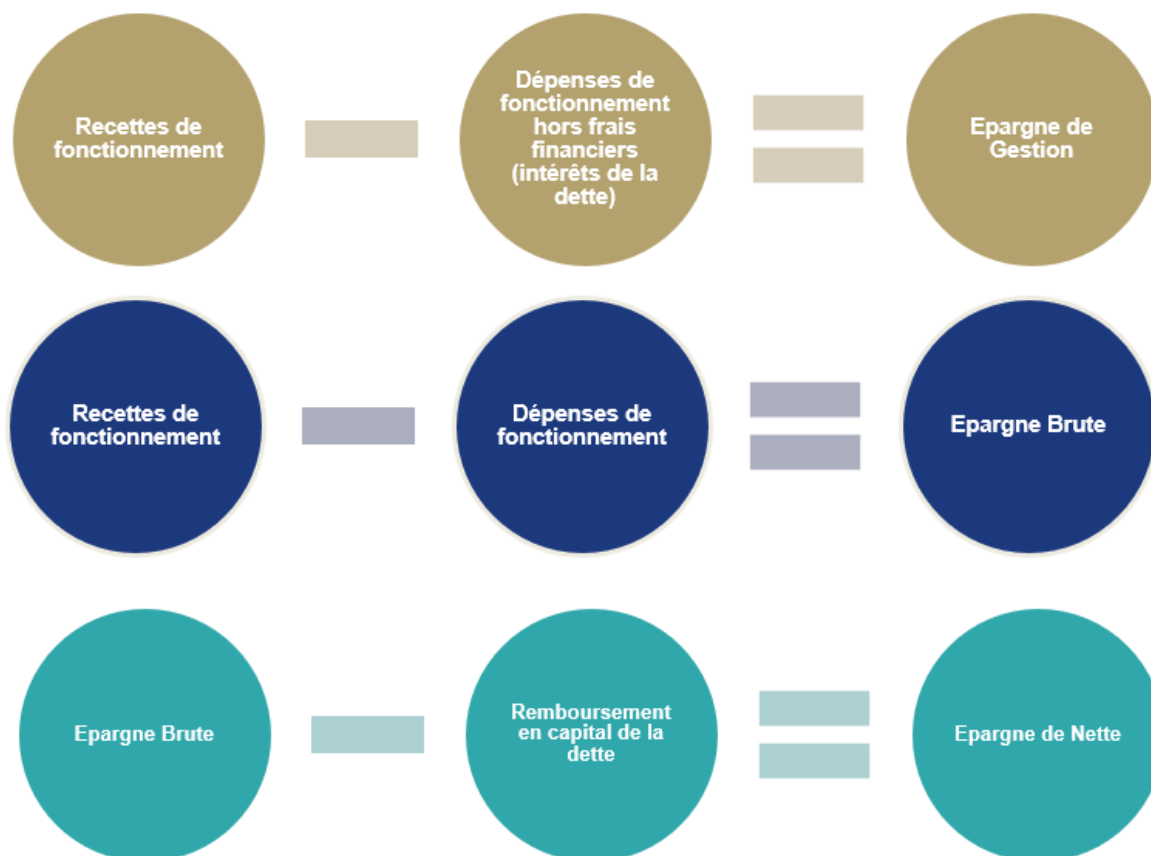 Recettes de
fonctionnement
Dépenses de
fonctionnement
hors frais
financiers
(intérêts de la
dette)
Epargne de
Gestion
Recettes de
fonctionnement
Dépenses de
fonctionnement
Epargne Brute
Epargne Brute
Remboursement
en capital de la
dette
Epargne de Nette